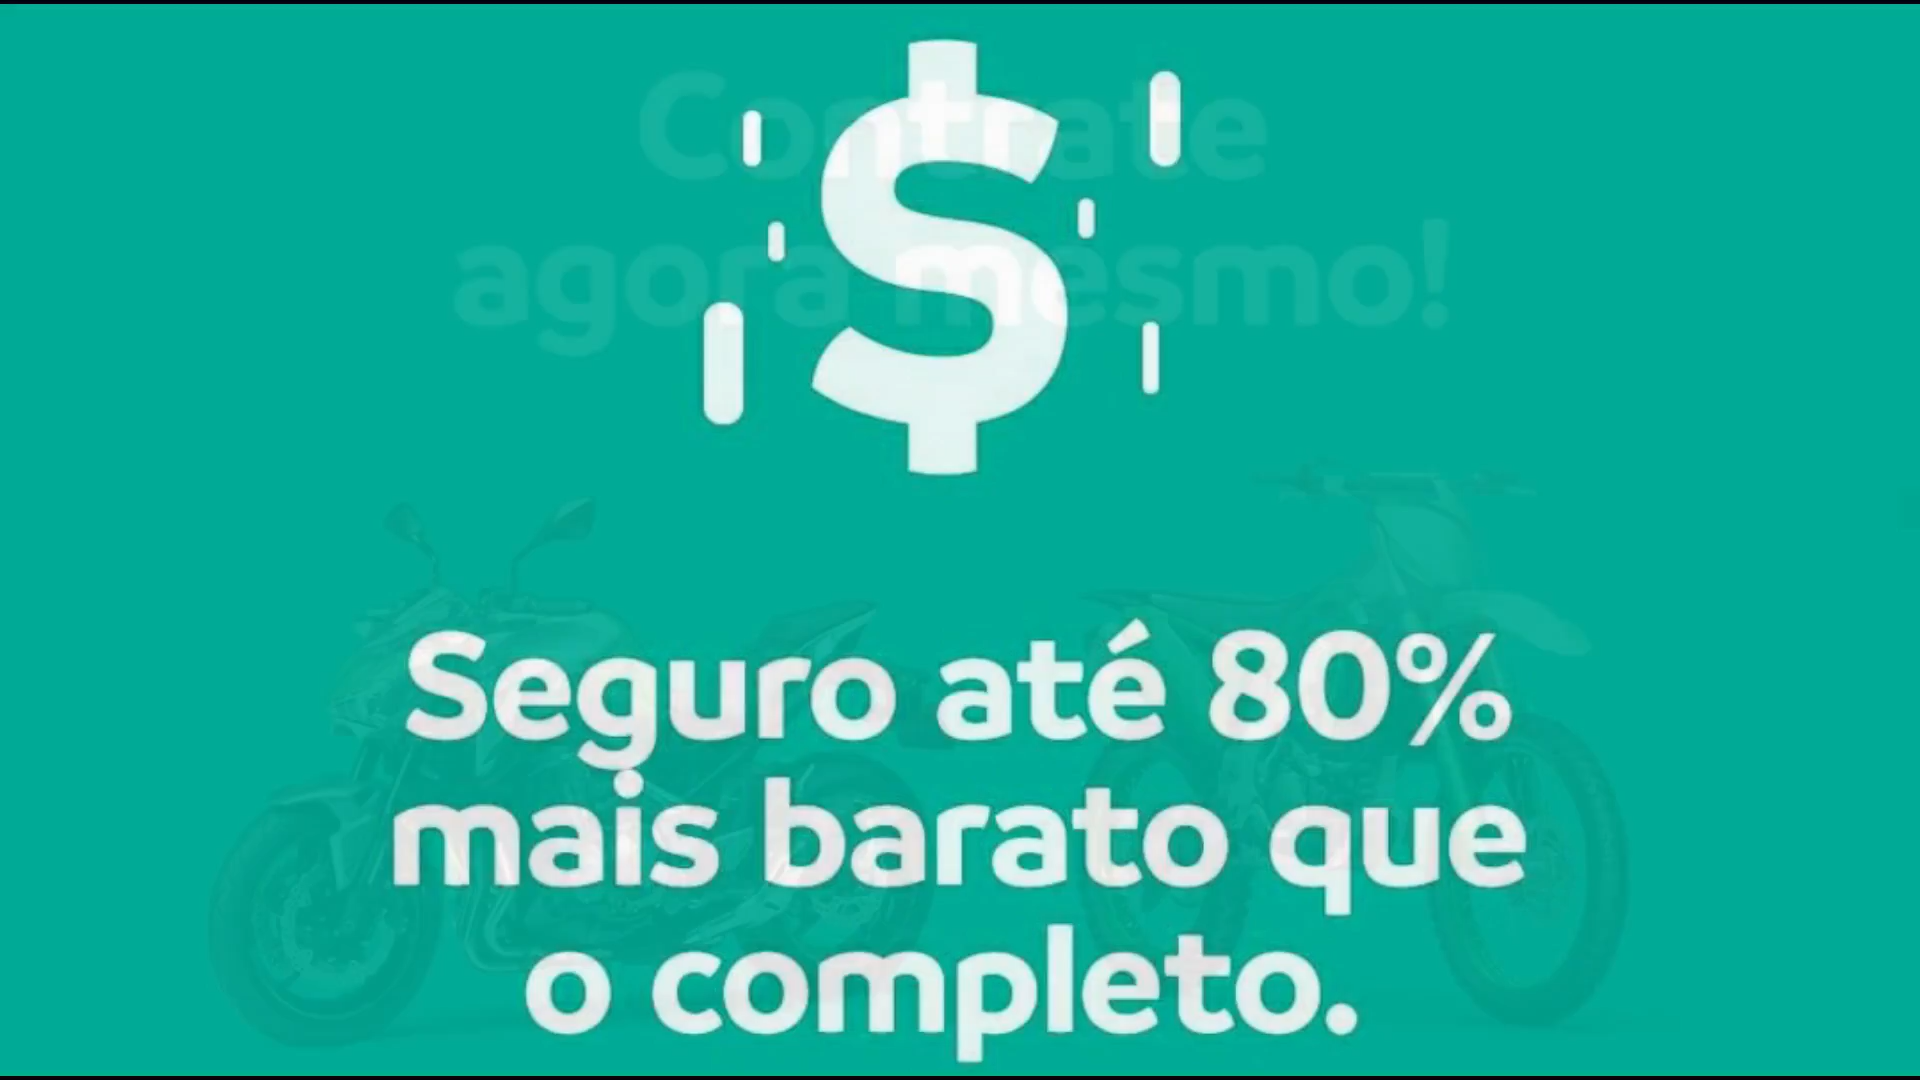 Contrate
agora mesmo!
$
Seguro até 80%
mais barato que
o completo.